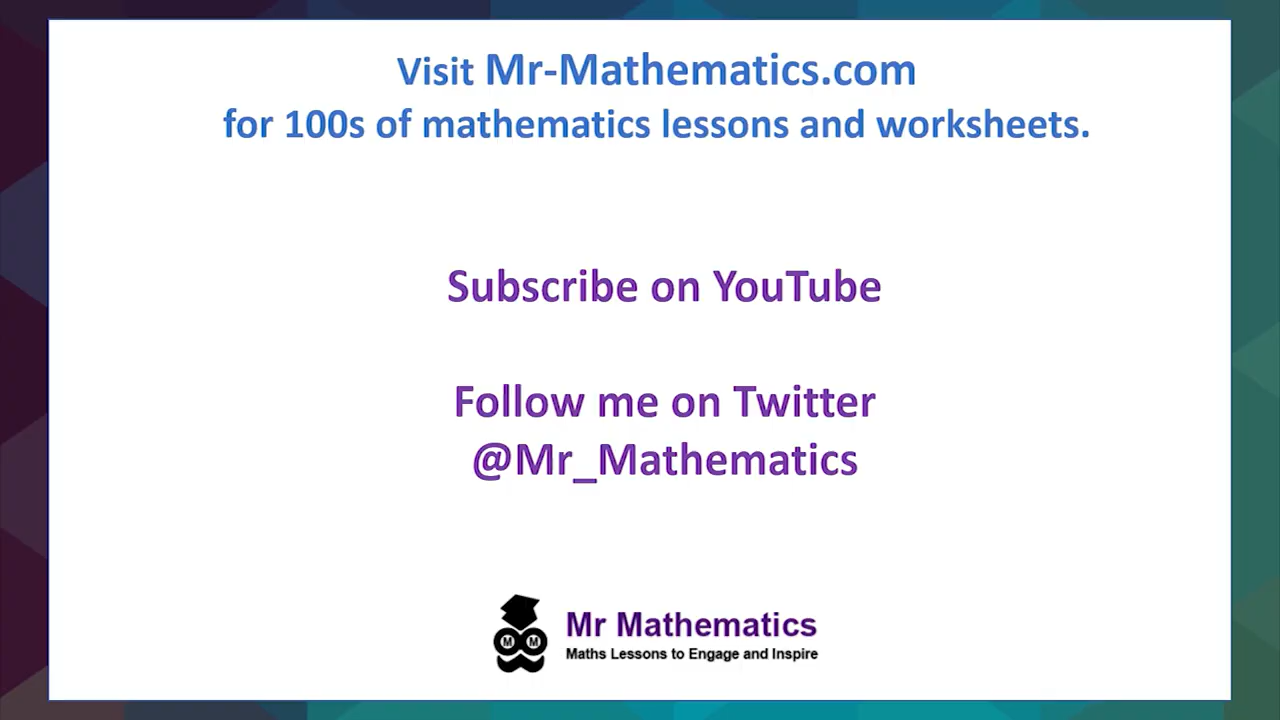 Visit Mr-Mathematics.com
for 100s of mathematics lessons and worksheets.
Subscribe on YouTube
Follow me on Twitter
@Mr_Mathematics
M M
Mr Mathematics
Maths Lessons to Engage and Inspire